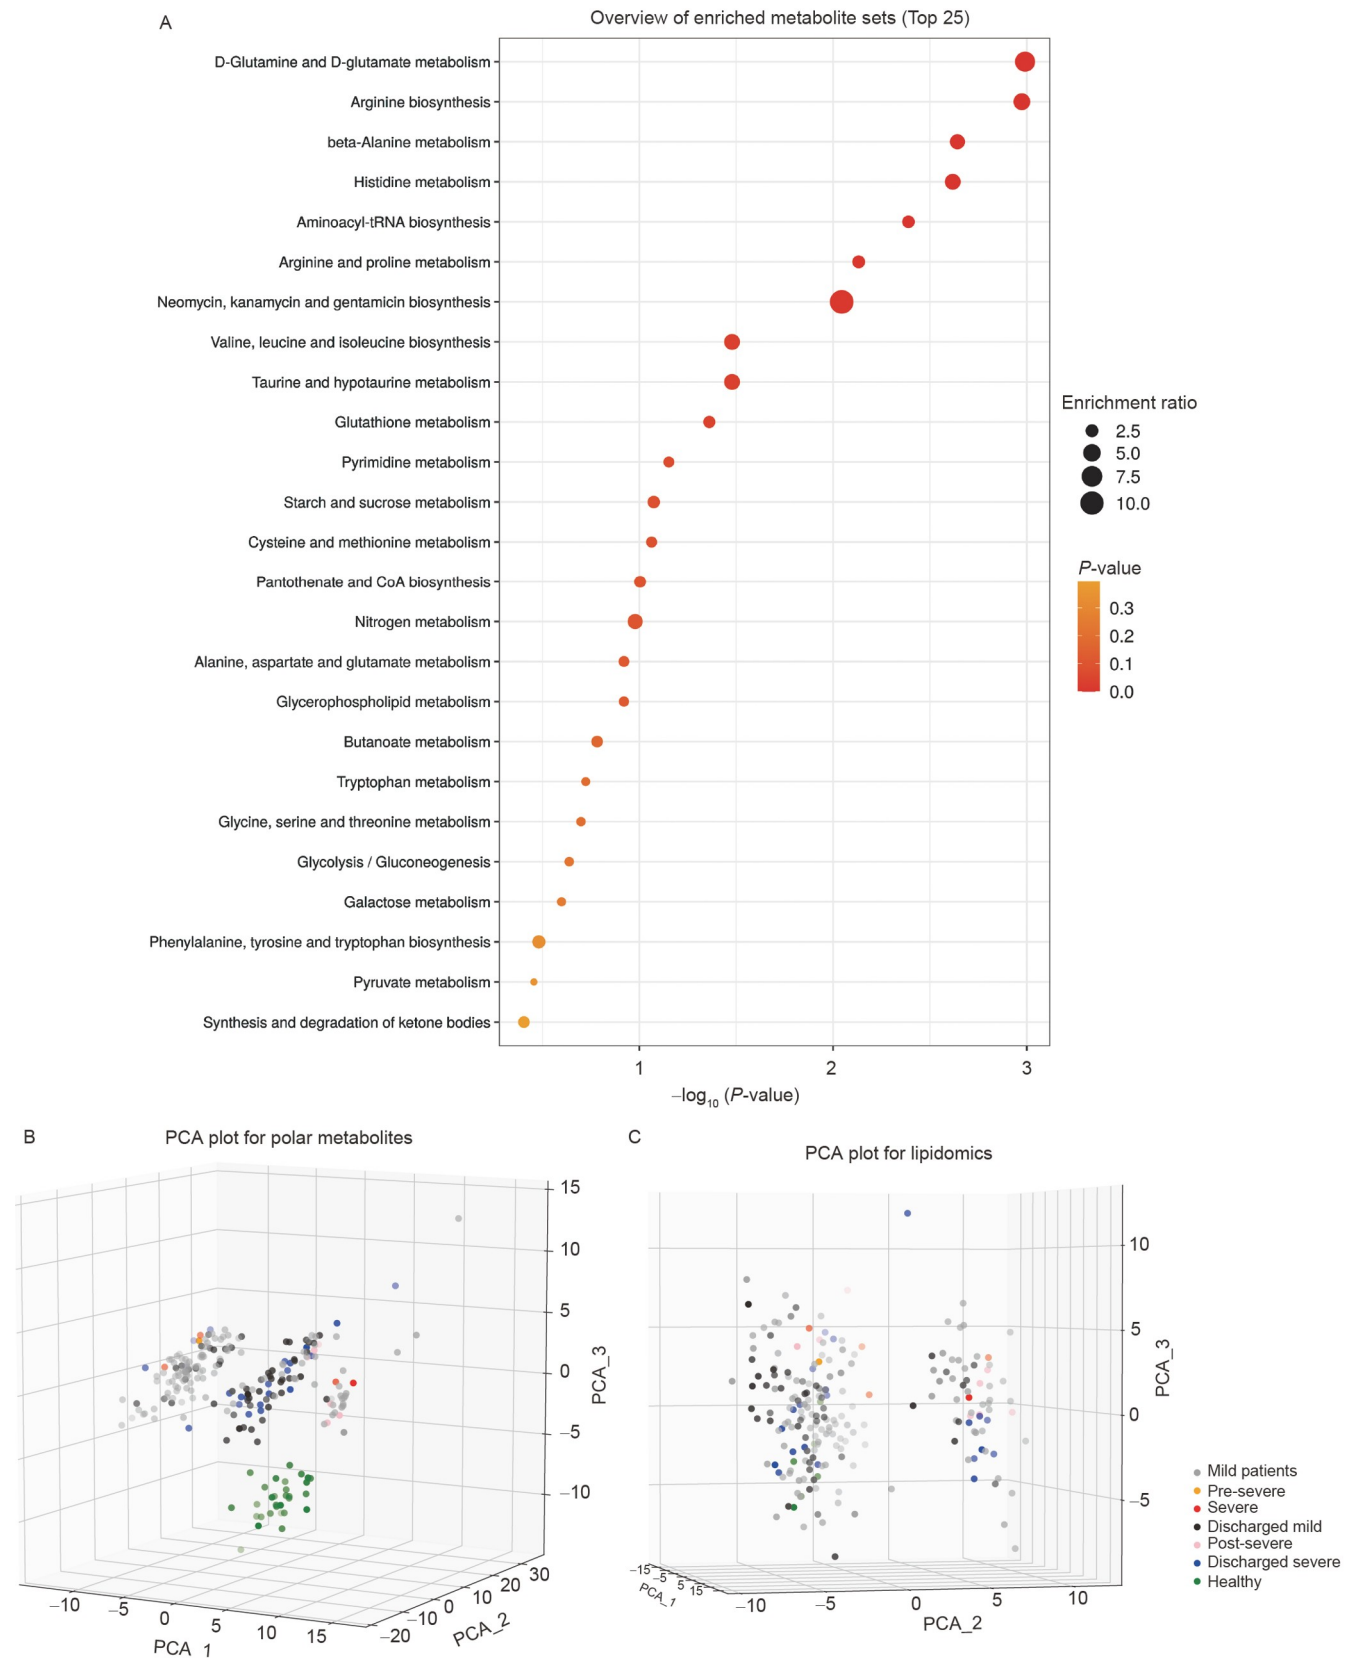 A
Overview of enriched metabolite sets (Top 25)
D-Glutamine and D-glutamate metabolism
Arginine biosynthesis
beta-Alanine metabolism
Histidine metabolism
Aminoacyl-tRNA biosynthesis
Arginine and proline metabolism
Neomycin, kanamycin and gentamicin biosynthesis
Valine, leucine and isoleucine biosynthesis
Taurine and hypotaurine metabolism
Glutathione metabolism
Pyrimidine metabolism
Starch and sucrose metabolism
Cysteine and methionine metabolism
Pantothenate and CoA biosynthesis
Nitrogen metabolism
Alanine, aspartate and glutamate metabolism
Glycerophospholipid metabolism
Butanoate metabolism
Tryptophan metabolism
Glycine, serine and threonine metabolism
Glycolysis / Gluconeogenesis
Galactose metabolism
Phenylalanine, tyrosine and tryptophan biosynthesis
Pyruvate metabolism
Synthesis and degradation of ketone bodies
1 2 3
−log10 (P-value)
Enrichment ratio
2.5
5.0
7.5
10.0
P-value
0.3
0.2
0.1
0.0
B
PCA plot for polar metabolites
15
10
5
0
−5
−10
PCA_3
−10 −5 0 5 10 15
PCA_1
−20 −10 0 10 20 30
PCA_2
C
PCA plot for lipidomics
10
5
0
−5
PCA_3
−15 −5 5 15
PCA_1
−10 −5 0 5 10
PCA_2
Mild patients
Pre-severe
Severe
Discharged mild
Post-severe
Discharged severe
Healthy